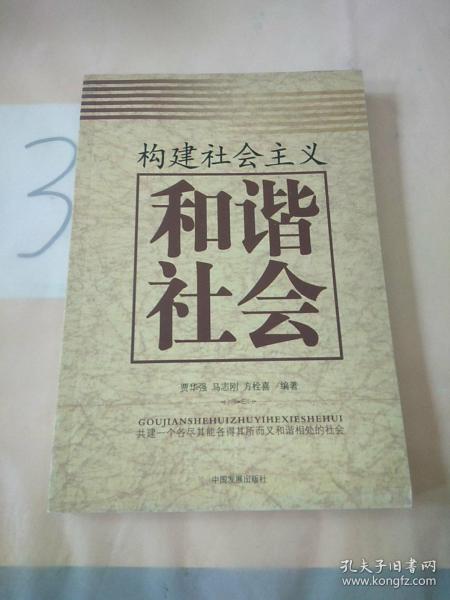 3
构建社会主义
和谐
社会
贾华强 马志刚 方栓喜 编著
GOUJIANSHEHUIZHUYIHEXIESHEHUI
共建一个各尽其能各得其所而又和谐相处的社会
中国发展出版社
孔夫子旧书网
www.kongfz.com